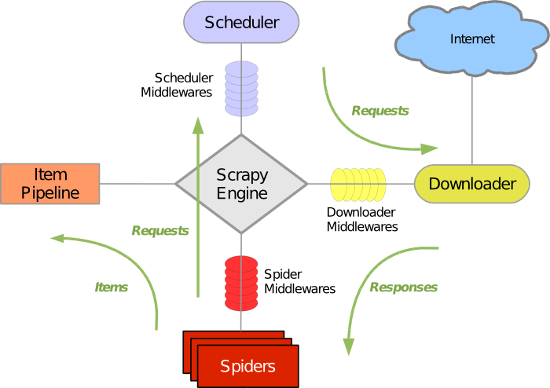 Scheduler
Internet
Scheduler
Middlewares
Requests
Item
Pipeline
Scrapy
Engine
Downloader
Downloader
Middlewares
Requests
Spider
Middlewares
Items
Responses
Spiders